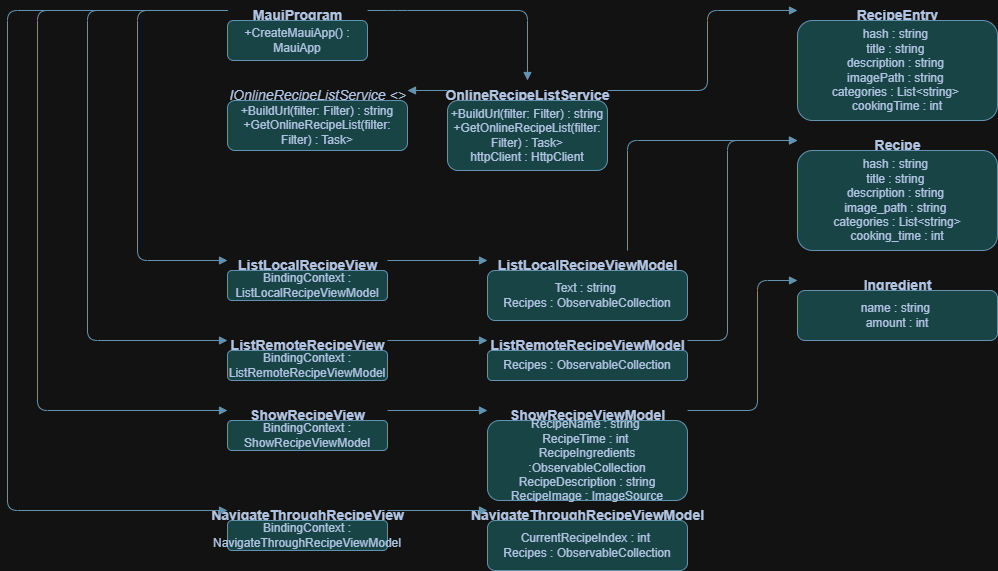 MauiProgram
+CreateMauiApp() :
MauiApp
IOnlineRecipeListService <>
+BuildUrl(filter: Filter) : string
+GetOnlineRecipeList(filter:
Filter) : Task>
OnlineRecipeListService
+BuildUrl(filter: Filter) : string
+GetOnlineRecipeList(filter:
Filter) : Task>
httpClient : HttpClient
RecipeEntry
hash : string
title : string
description : string
imagePath : string
categories : List<string>
cookingTime : int
Recipe
hash : string
title : string
description : string
image_path : string
categories : List<string>
cooking_time : int
ListLocalRecipeView
BindingContext :
ListLocalRecipeViewModel
ListLocalRecipeViewModel
Text : string
Recipes : ObservableCollection
Ingredient
name : string
amount : int
ListRemoteRecipeView
BindingContext :
ListRemoteRecipeViewModel
ListRemoteRecipeViewModel
Recipes : ObservableCollection
ShowRecipeView
BindingContext :
ShowRecipeViewModel
ShowRecipeViewModel
RecipeName : string
RecipeTime : int
RecipeIngredients
:ObservableCollection
RecipeDescription : string
RecipeImage : ImageSource
NavigateThroughRecipeView
BindingContext :
NavigateThroughRecipeViewModel
NavigateThroughRecipeViewModel
CurrentRecipeIndex : int
Recipes : ObservableCollection